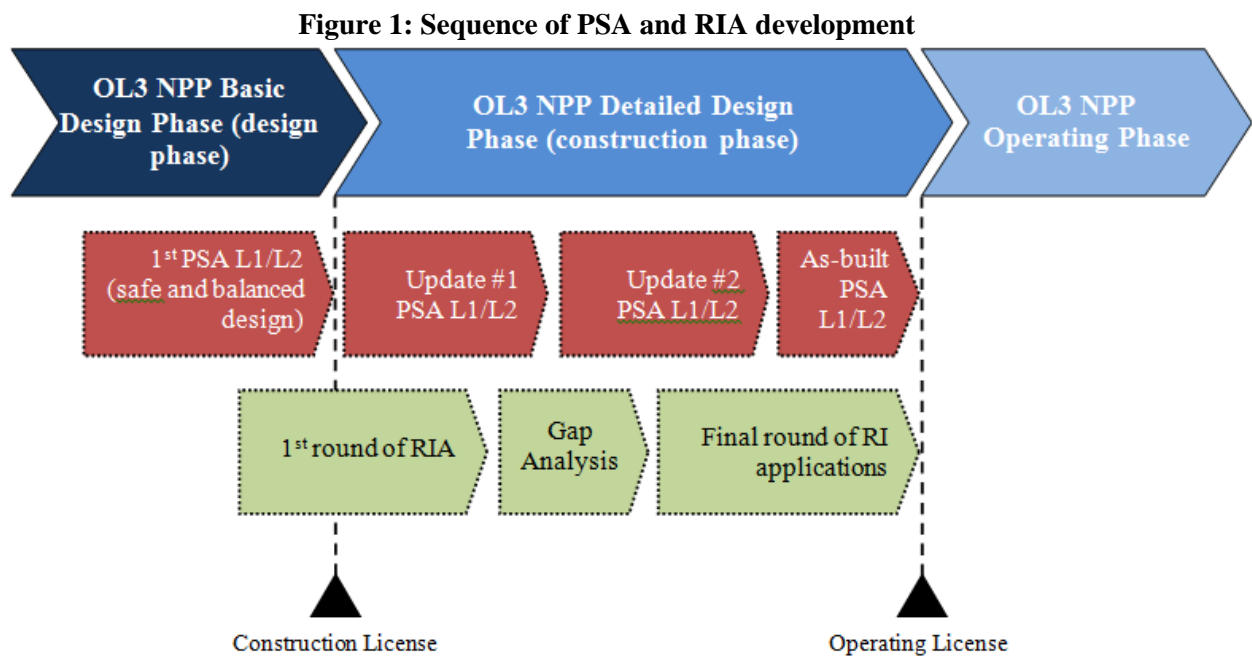 Figure 1: Sequence of PSA and RIA development
OL3 NPP Basic
Design Phase (design
phase)
OL3 NPP Detailed Design
Phase (construction phase)
OL3 NPP
Operating Phase
1st PSA L1/L2
(safe and balanced
design)
Update #1
PSA L1/L2
Update #2
PSA L1/L2
As-built
PSA
L1/L2
1st round of RIA
Gap
Analysis
Final round of RI
applications
Construction License
Operating License